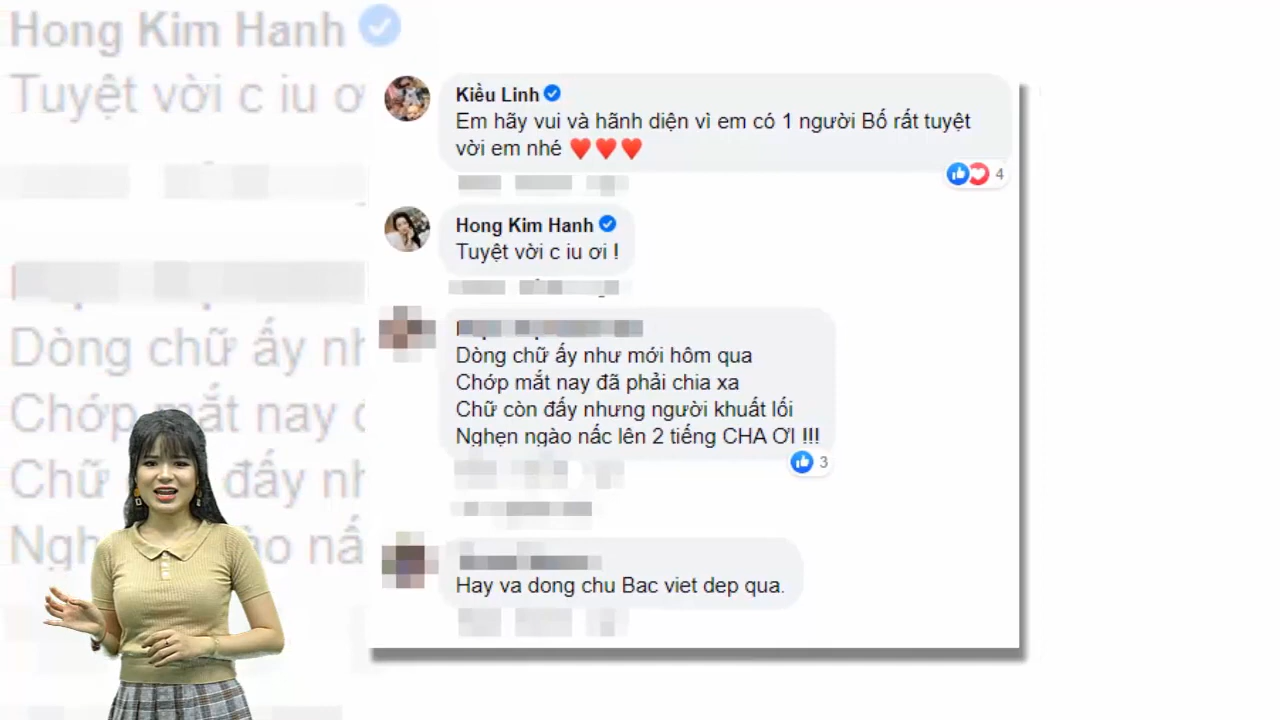 Hong Kim Hanh
Tuyệt vời c iu ơ
Dòng chữ ấy nh
Chớp mắt nay
Chữ đấy nh
Kiều Linh
Em hãy vui và hãnh diện vì em có 1 người Bố rất tuyệt
vời em nhé ❤️❤️❤️
4
Hong Kim Hanh
Tuyệt vời c iu ơi !
Dòng chữ ấy như mới hôm qua
Chớp mắt nay đã phải chia xa
Chữ còn đấy nhưng người khuất lối
Nghẹn ngào nấc lên 2 tiếng CHA ƠI !!!
3
Hay va dong chu Bac viet dep qua.